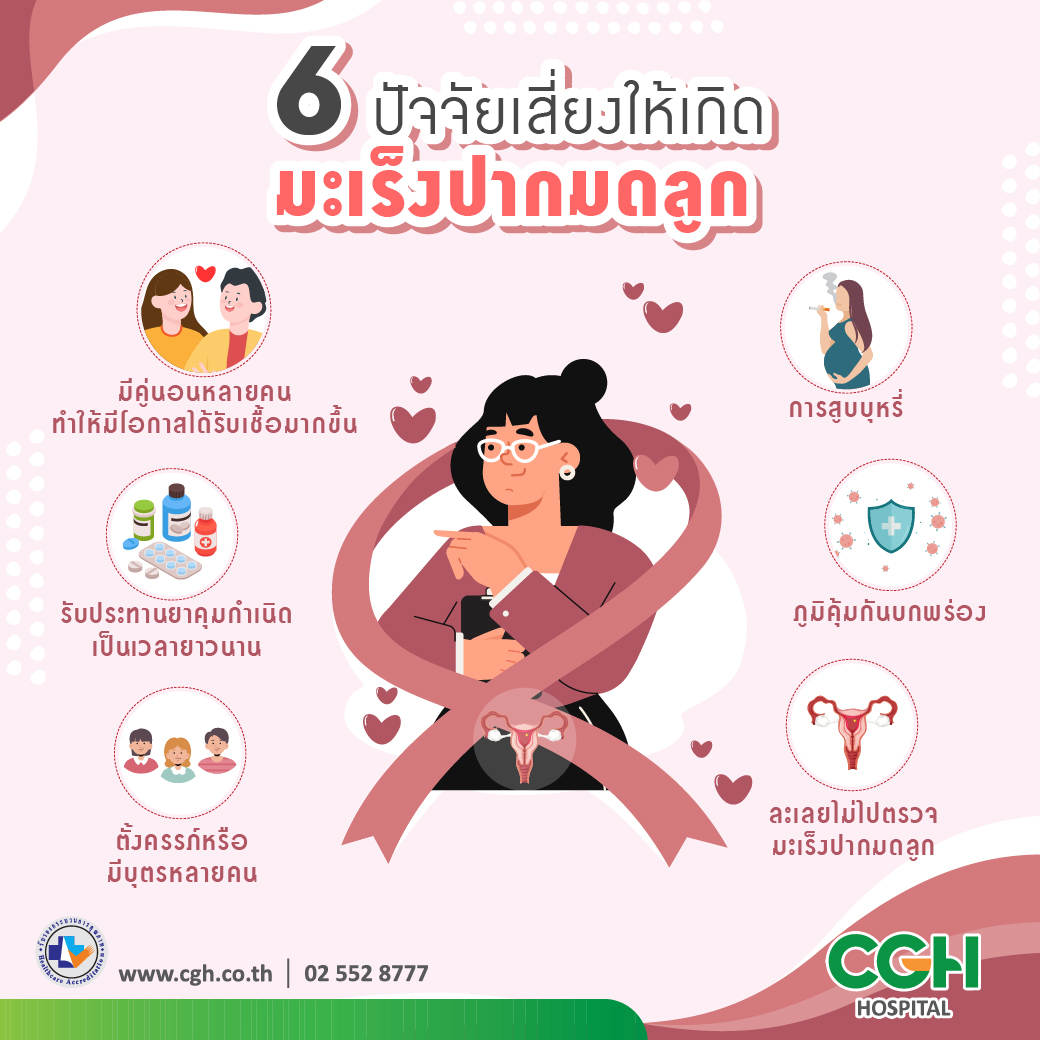 6 ปัจจัยเสี่ยงให้เกิด
มะเร็งปากมดลูก
มีคู่นอนหลายคน
ทำให้มีโอกาสได้รับเชื้อมากขึ้น
รับประทานยาคุมกำเนิด
เป็นเวลายาวนาน
ตั้งครรภ์หรือ
มีบุตรหลายคน
การสูบบุหรี่
ภูมิคุ้มกันบกพร่อง
ละเลยไม่ไปตรวจ
มะเร็งปากมดลูก
Healthcare Accreditation
www.cgh.co.th | 02 552 8777
CGH
HOSPITAL